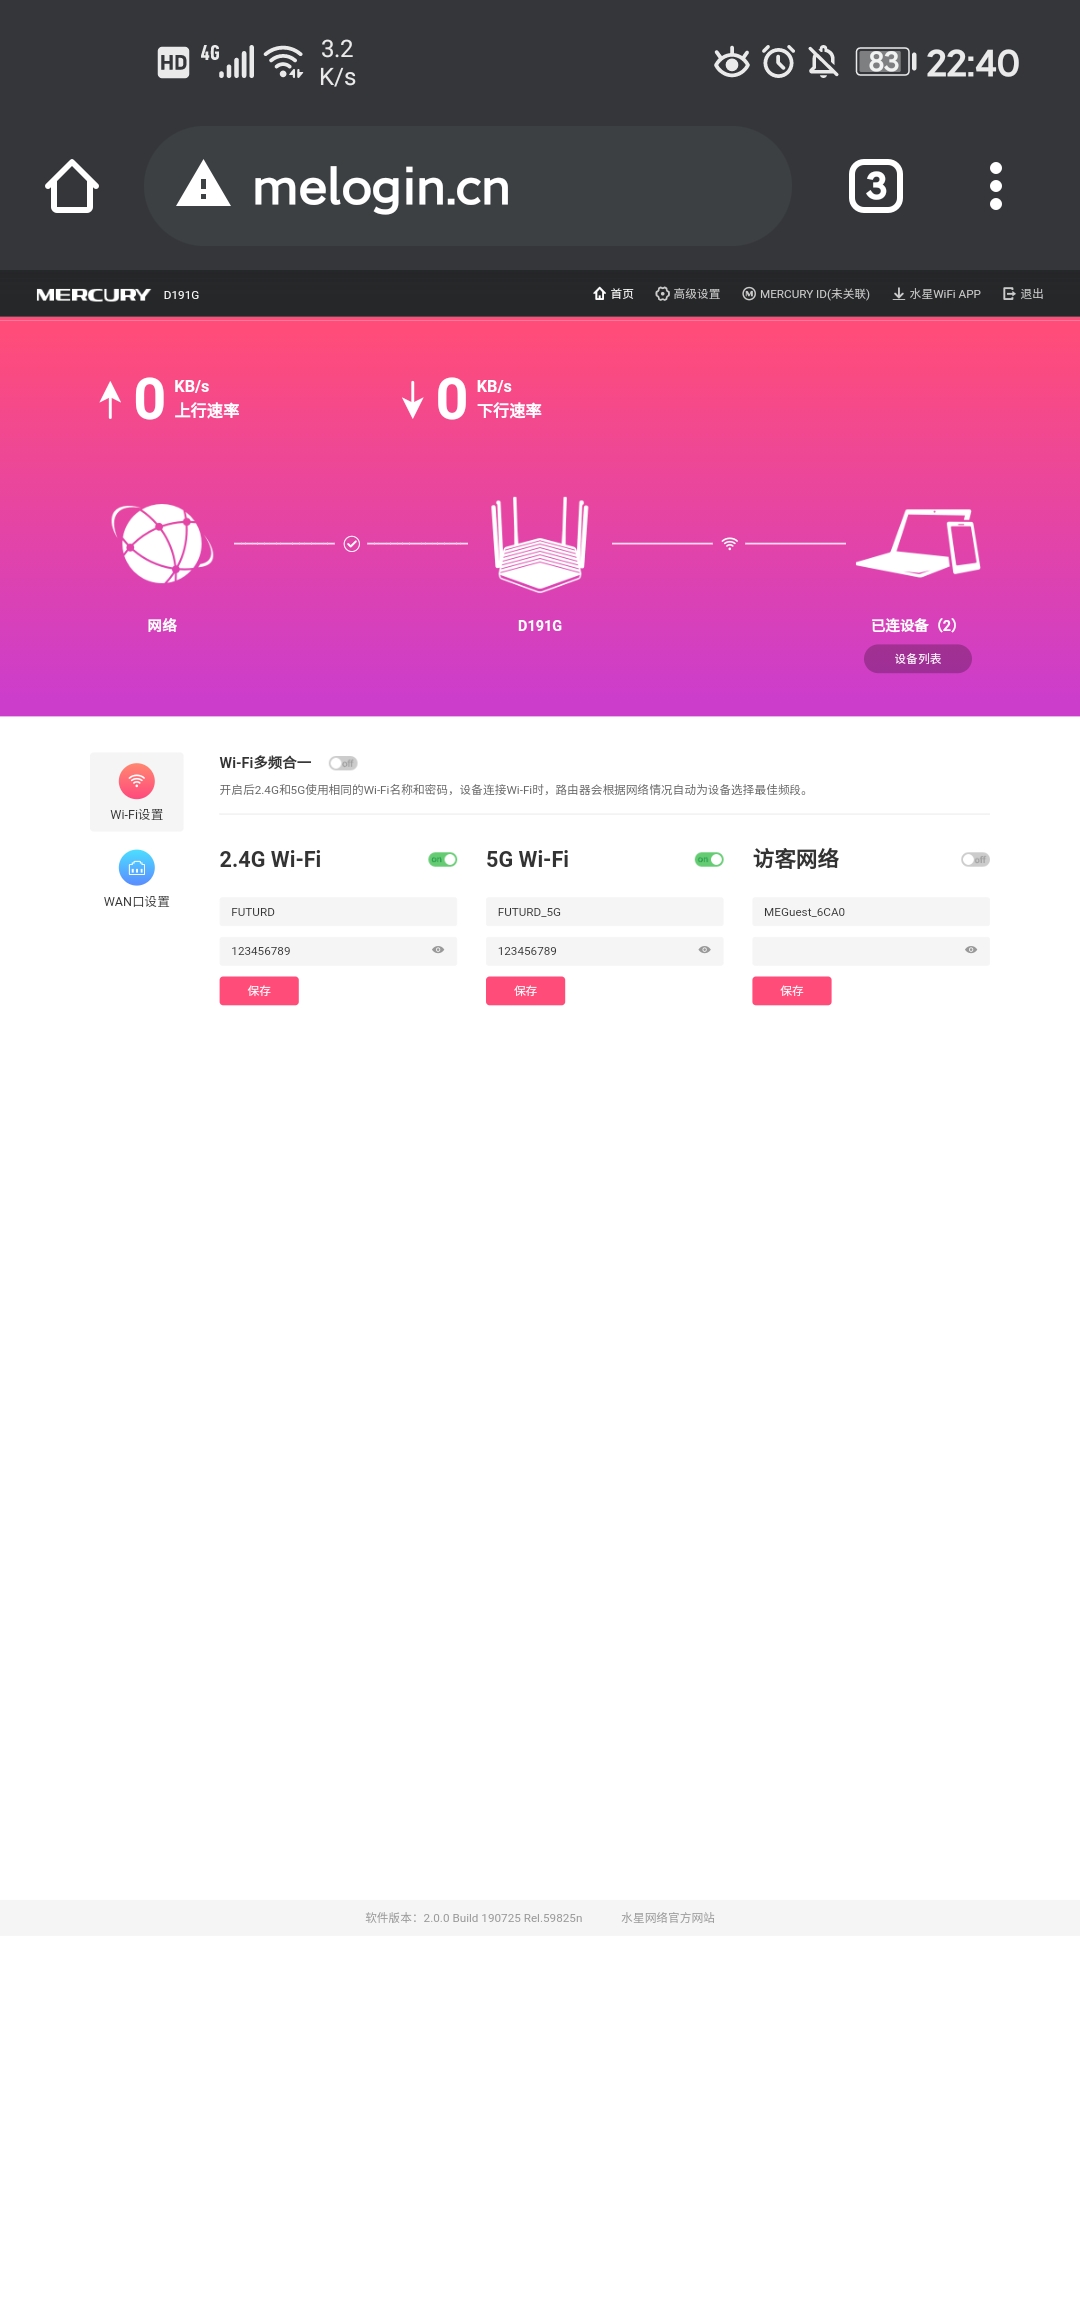 HD 4G 3.2 K/s 83 22:40
melogin.cn 3
MERCURY D191G 首页 高级设置 MERCURY ID(未关联) 水星WiFi APP 退出
0 KB/s 上行速率 0 KB/s 下行速率
网络 D191G 已连设备（2）
设备列表
Wi-Fi多频合一 off
开启后2.4G和5G使用相同的Wi-Fi名称和密码，设备连接Wi-Fi时，路由器会根据网络情况自动为设备选择最佳频段。
Wi-Fi设置
WAN口设置
2.4G Wi-Fi on 5G Wi-Fi on 访客网络 off
FUTURD FUTURD_5G MEGuest_6CA0
123456789 123456789
保存 保存 保存
软件版本：2.0.0 Build 190725 Rel.59825n 水星网络官方网站